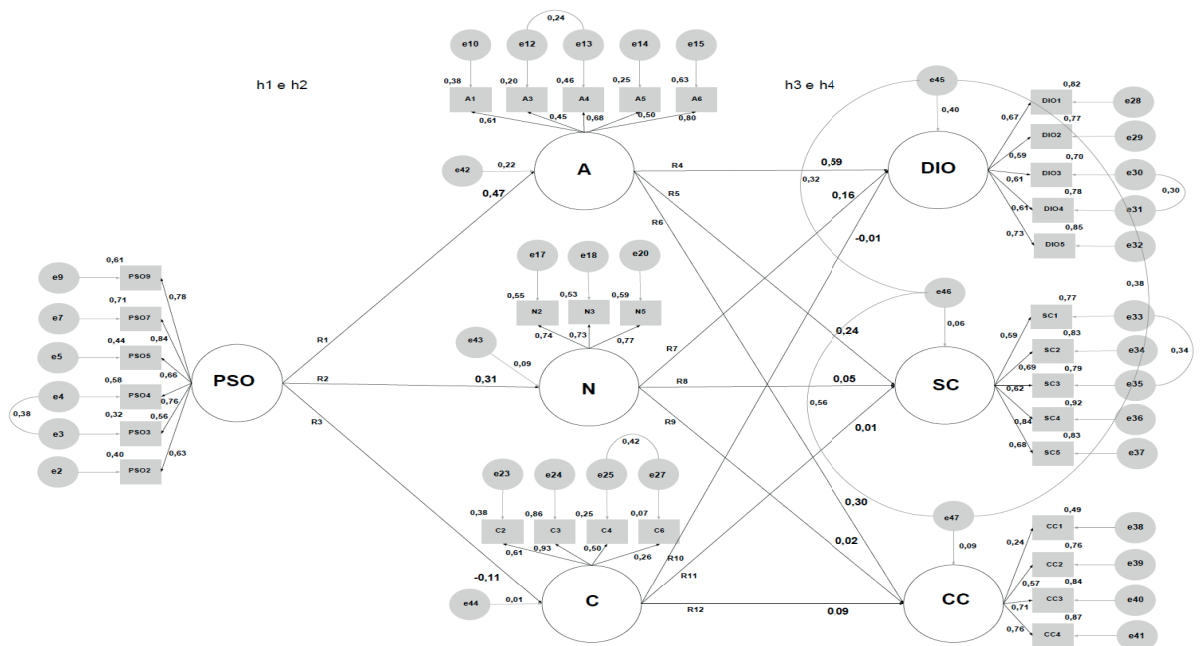 0,24
e10 e12 e13 e14 e15
h1 e h2
h3 e h4
0,38 0,20 0,46 0,25 0,63
A1 A3 A4 A5 A6
0,61 0,45 0,68 0,50 0,80
e42 0,22
A
0,47
R4 0,59
R5
R6
0,16
-0,01
e45
0,40
0,32
DIO
0,82
DIO1 e28
0,67
0,77
DIO2 e29
0,59
0,70
DIO3 e30
0,61
0,30
0,78
DIO4 e31
0,61
0,85
DIO5 e32
0,73
0,38
e17 e18 e20
0,55 0,53 0,59
N2 N3 N5
0,74 0,73 0,77
e43 0,09
N
0,31
R7
R8 0,05
R9
0,24
0,01
e46
0,06
0,56
SC
0,77
SC1 e33
0,59
0,83
SC2 e34
0,34
0,69
0,79
SC3 e35
0,62
0,92
SC4 e36
0,84
0,83
SC5 e37
0,68
0,61
e9 PSO9
0,78
0,71
e7 PSO7
0,84
0,44
e5 PSO5
0,66
0,58
e4 PSO4
0,76
0,38
0,32
e3 PSO3
0,56
0,40
e2 PSO2
0,63
PSO
R1
R2
R3
0,42
e23 e24 e25 e27
0,38 0,86 0,25 0,07
C2 C3 C4 C6
0,61 0,93 0,50 0,26
-0,11
e44 0,01
C
R10
R11
R12 0,09
0,30
0,02
e47
0,09
CC
0,49
CC1 e38
0,24
0,76
CC2 e39
0,57
0,84
CC3 e40
0,71
0,87
CC4 e41
0,76